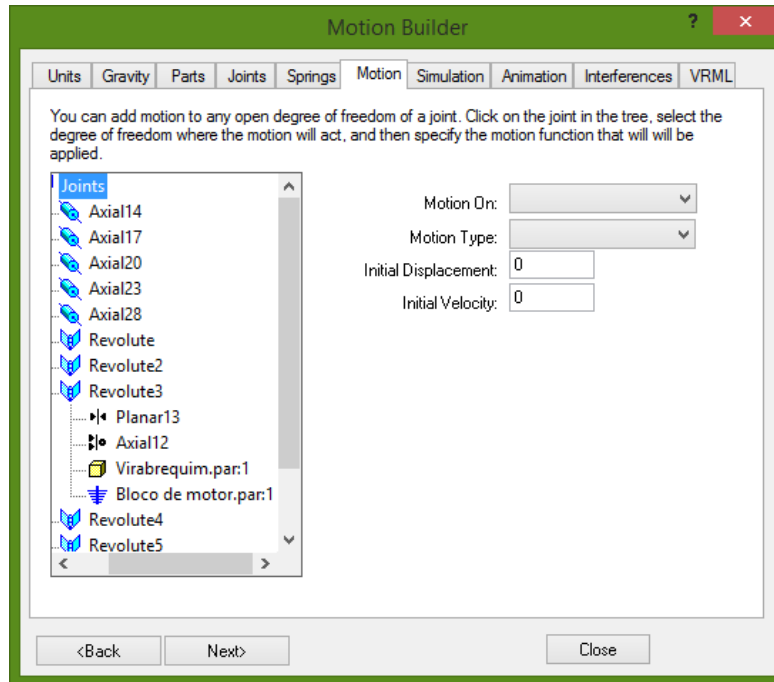 Motion Builder
?
×
Units Gravity Parts Joints Springs Motion Simulation Animation Interferences VRML
You can add motion to any open degree of freedom of a joint. Click on the joint in the tree, select the
degree of freedom where the motion will act, and then specify the motion function that will will be
applied.
Joints
Axial14
Axial17
Axial20
Axial23
Axial28
Revolute
Revolute2
Revolute3
Planar13
Axial12
Virabrequim.par:1
Bloco de motor.par:1
Revolute4
Revolute5
Motion On:
Motion Type:
Initial Displacement: 0
Initial Velocity: 0
<Back Next> Close